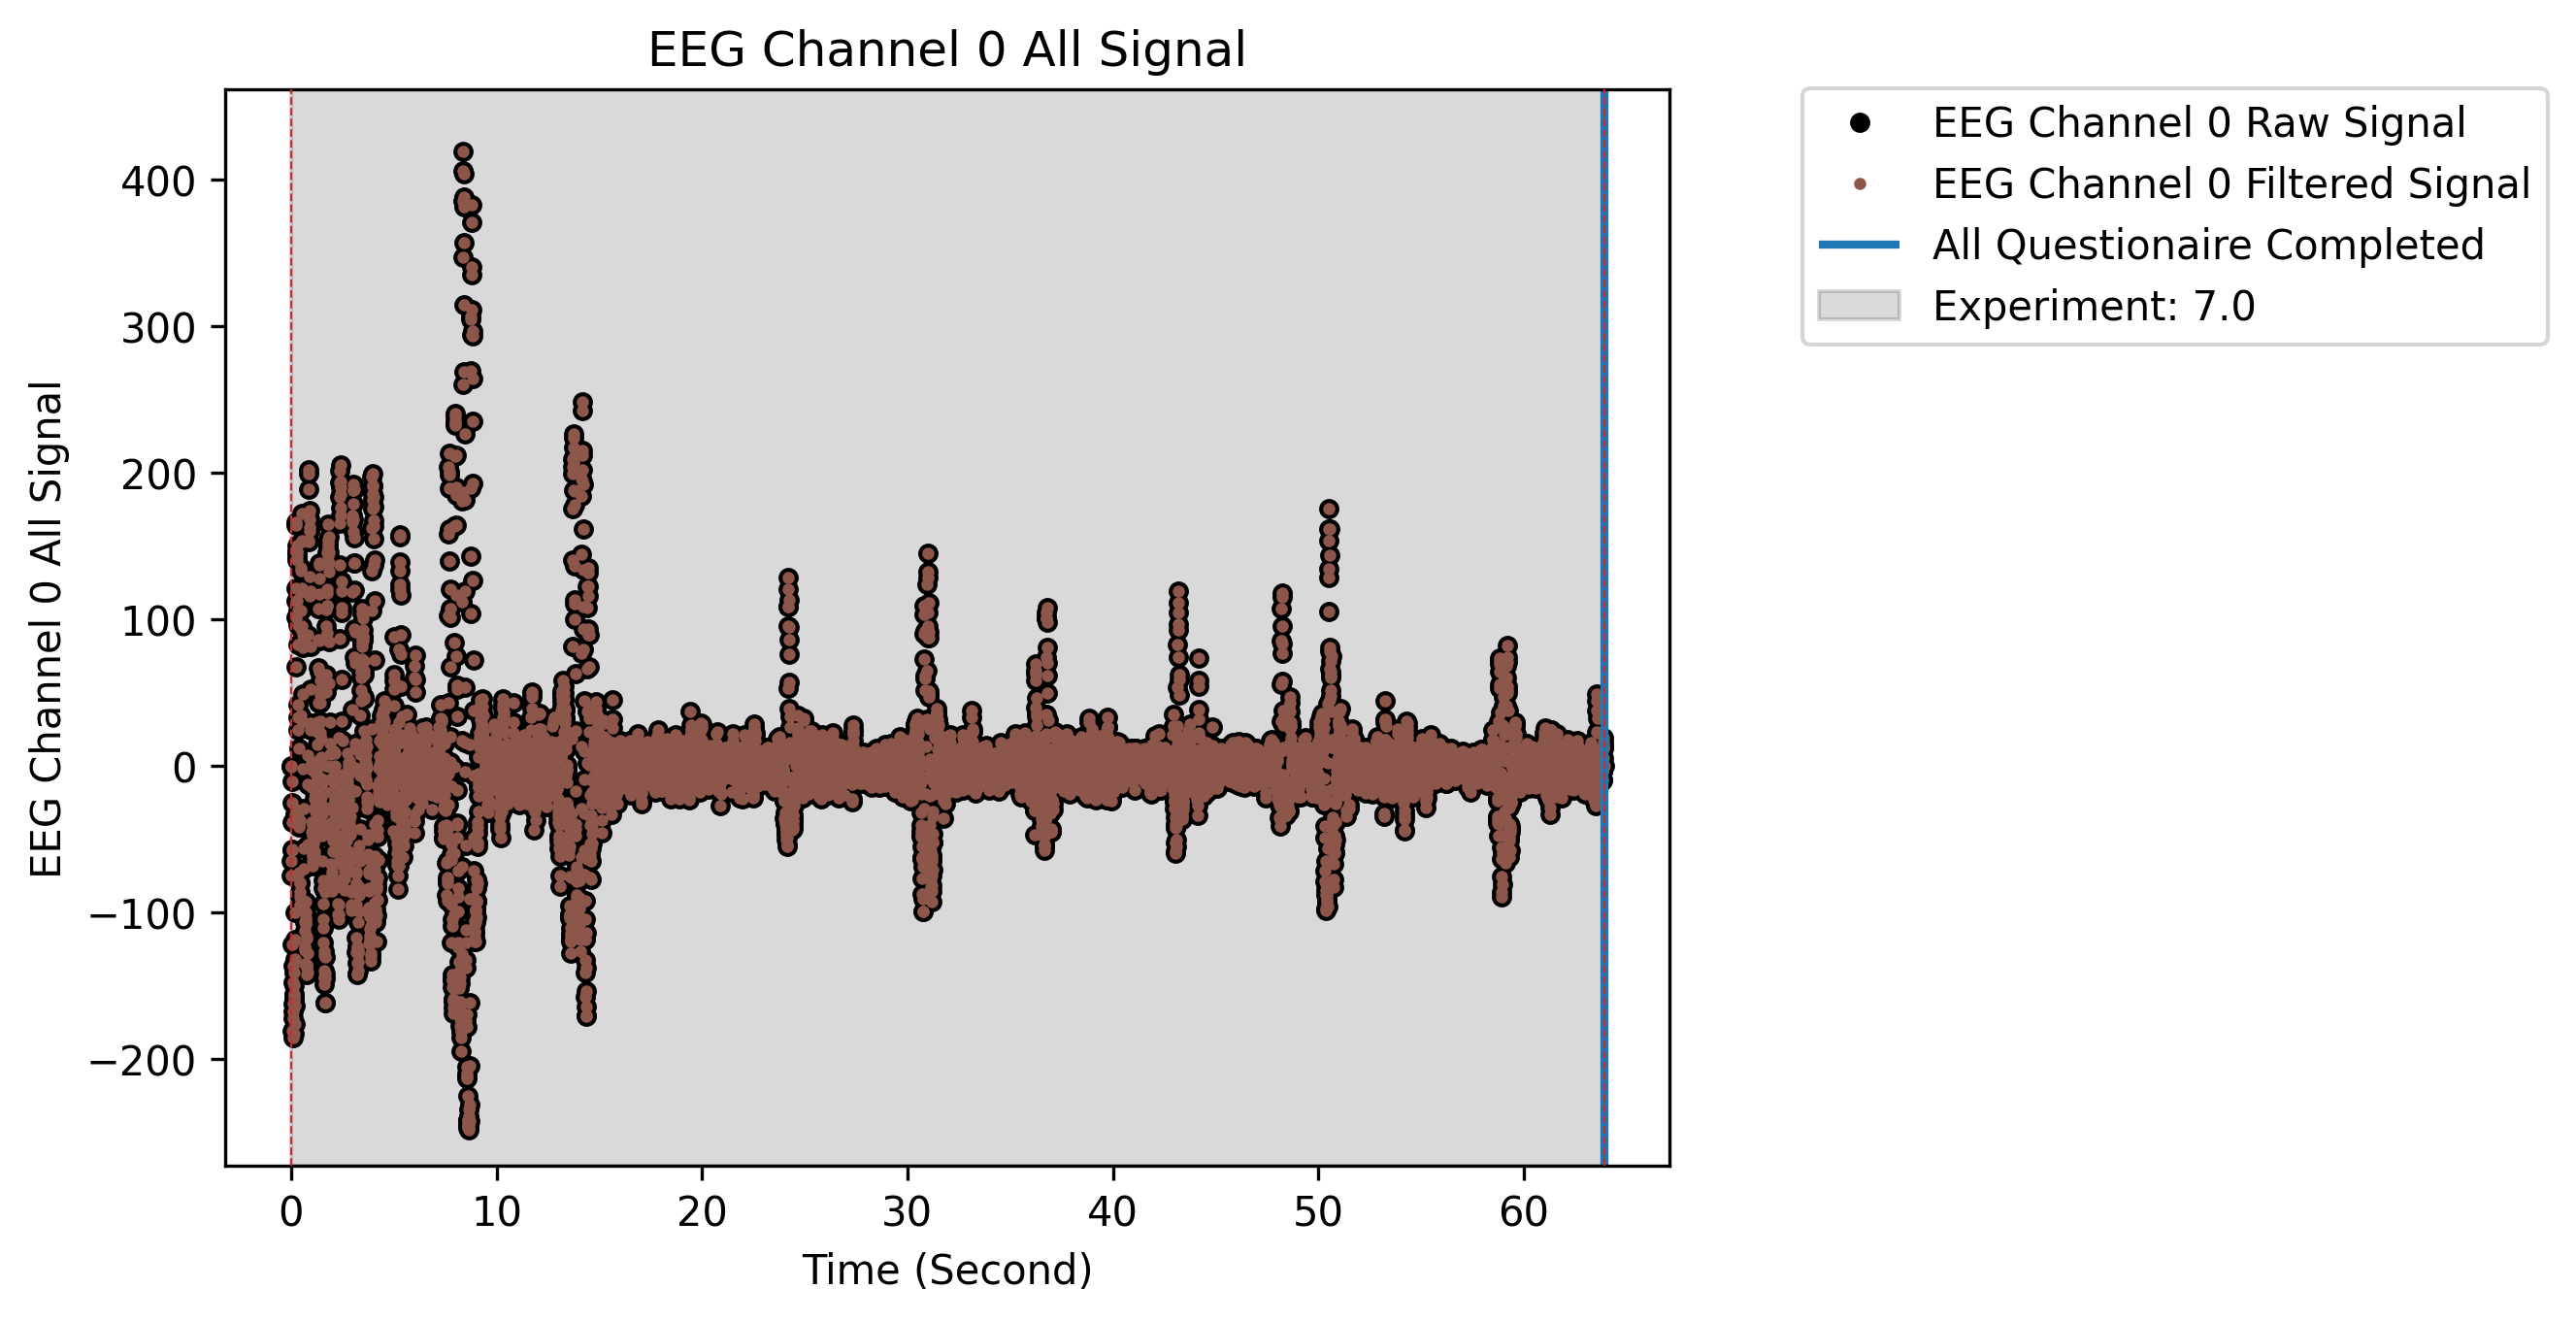 EEG Channel 0 All Signal
EEG Channel 0 All Signal
400
300
200
100
0
−100
−200
0 10 20 30 40 50 60
Time (Second)
EEG Channel 0 Raw Signal
EEG Channel 0 Filtered Signal
All Questionaire Completed
Experiment: 7.0